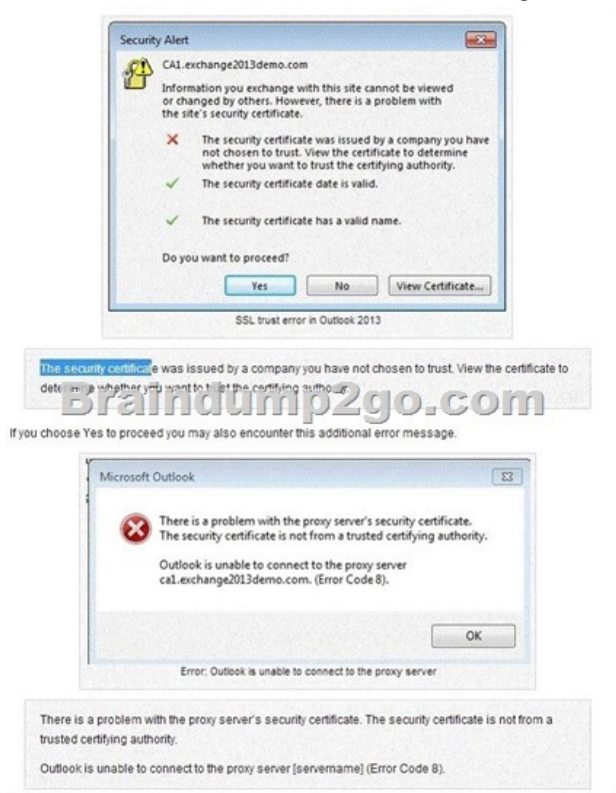 Security Alert
CA1.exchange2013demo.com
Information you exchange with this site cannot be viewed
or changed by others. However, there is a problem with
the site's security certificate.
The security certificate was issued by a company you have
not chosen to trust. View the certificate to determine
whether you want to trust the certifying authority.
The security certificate date is valid.
The security certificate has a valid name.
Do you want to proceed?
Yes No View Certificate...
SSL trust error in Outlook 2013
The security certificate was issued by a company you have not chosen to trust. View the certificate to
determine whether you want to trust the certifying authority.
Braindump2go.com
If you choose Yes to proceed you may also encounter this additional error message.
Microsoft Outlook
There is a problem with the proxy server's security certificate.
The security certificate is not from a trusted certifying authority.
Outlook is unable to connect to the proxy server
ca1.exchange2013demo.com. (Error Code 8).
OK
Error: Outlook is unable to connect to the proxy server
There is a problem with the proxy server's security certificate. The security certificate is not from a
trusted certifying authority.
Outlook is unable to connect to the proxy server [servername] (Error Code 8).